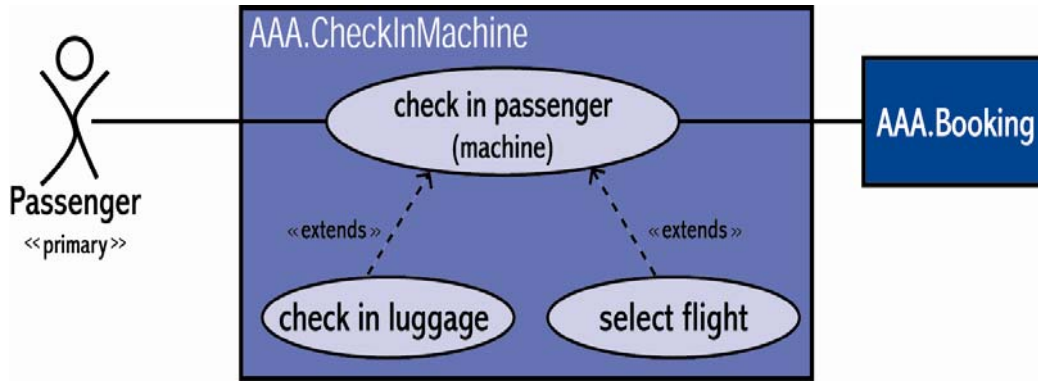 AAA.CheckInMachine
check in passenger
(machine)
AAA.Booking
Passenger
«primary»
«extends»
«extends»
check in luggage
select flight